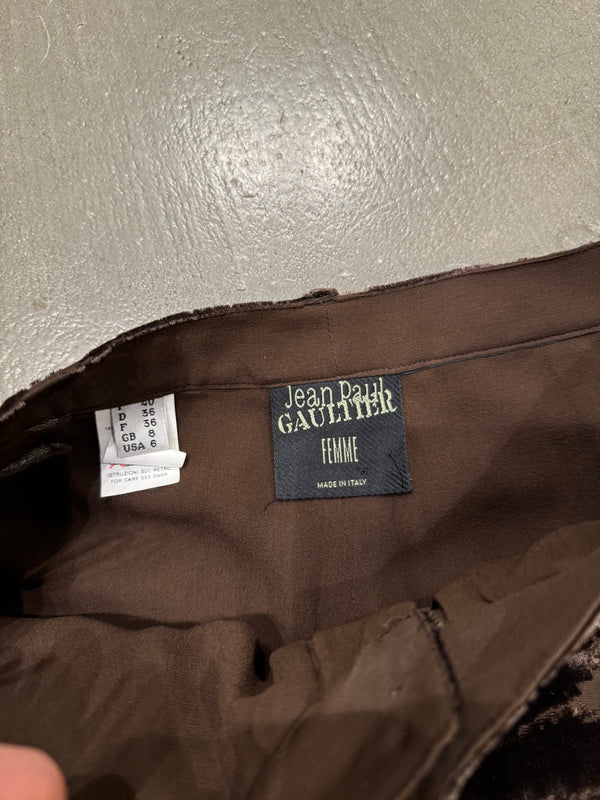 40
D 36
F 36
GB 8
USA 6
ISTRUZIONI SUL RETRO
FOR CARE SEE OVER
Jean Paul
GAULTIER
FEMME
MADE IN ITALY